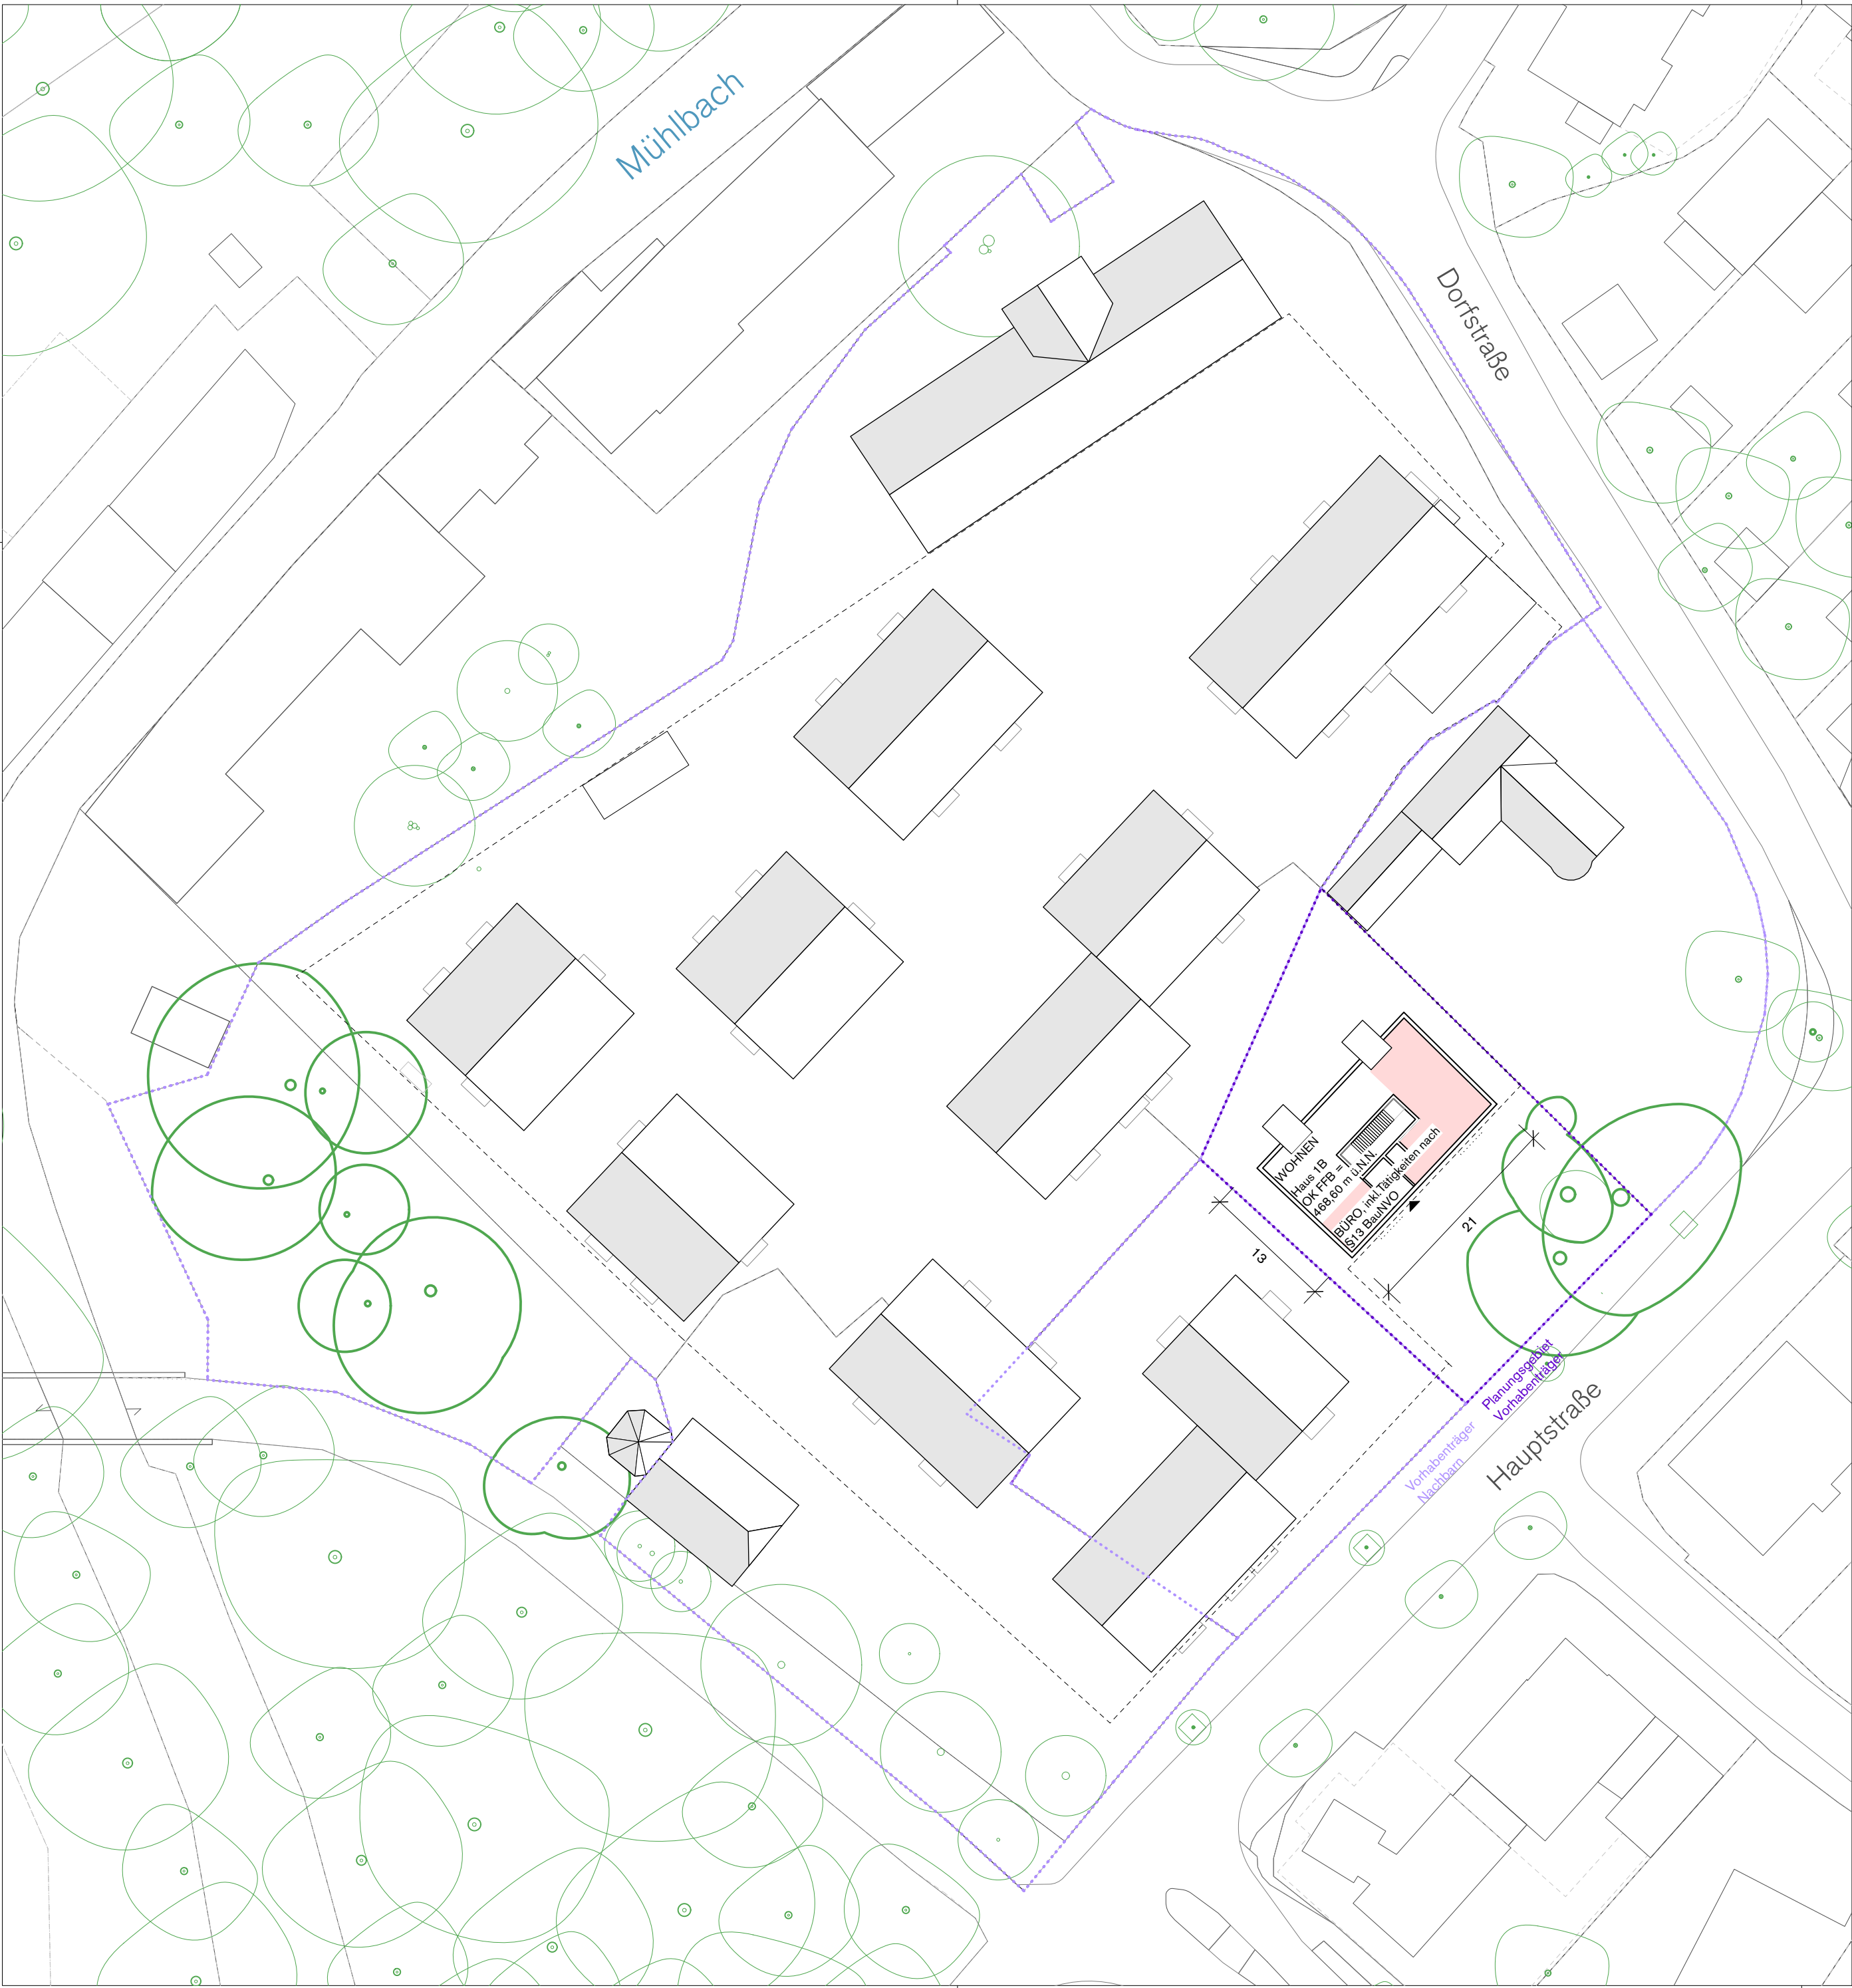 Mühlbach
Dorfstraße
WOHNEN
Haus 1B
OK FFB =
468,60 m ü.N.N.
BÜRO, inkl.Tätigkeiten nach
§13 BauNVO
21
13
Planungsgebiet
Vorhabenträger
Vorhabenträger
Nachbarn
Hauptstraße